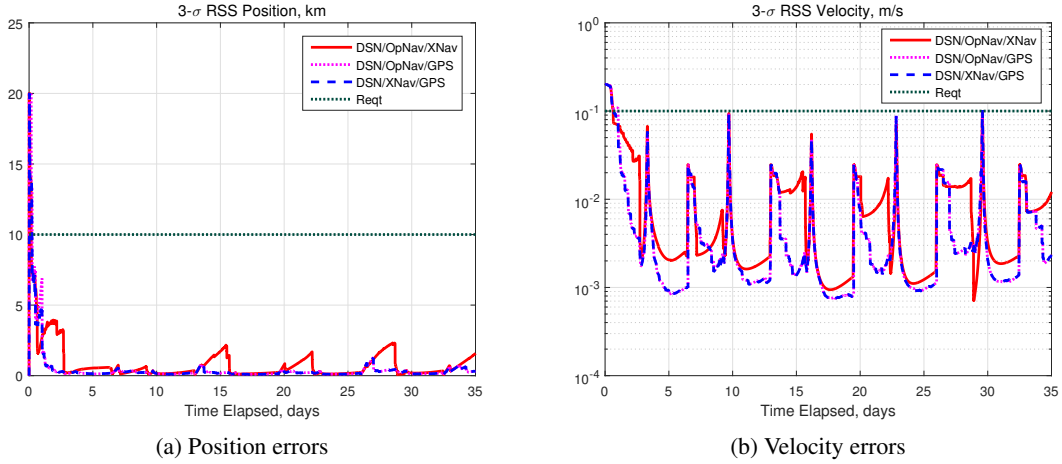 3-σ RSS Position, km
25
20
15
10
5
0
0 5 10 15 20 25 30 35
Time Elapsed, days
DSN/OpNav/XNav
DSN/OpNav/GPS
DSN/XNav/GPS
Reqt
(a) Position errors
3-σ RSS Velocity, m/s
10^0
10^-1
10^-2
10^-3
10^-4
0 5 10 15 20 25 30 35
Time Elapsed, days
DSN/OpNav/XNav
DSN/OpNav/GPS
DSN/XNav/GPS
Reqt
(b) Velocity errors